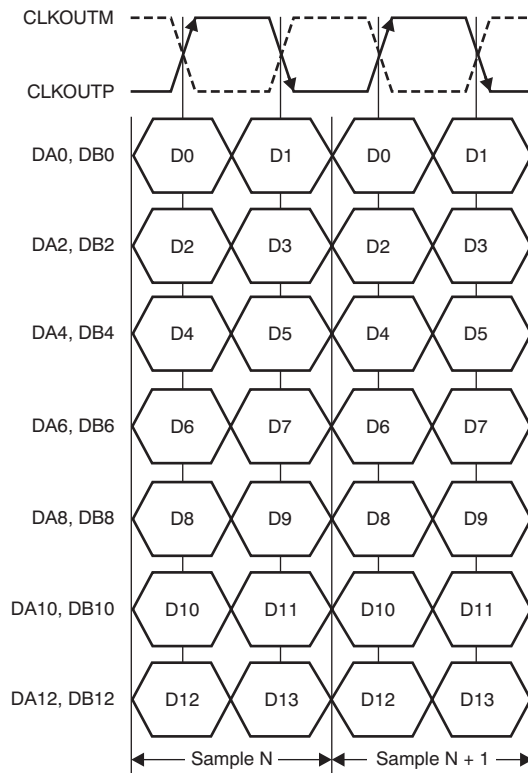 CLKOUTM
CLKOUTP
DA0, DB0 D0 D1 D0 D1
DA2, DB2 D2 D3 D2 D3
DA4, DB4 D4 D5 D4 D5
DA6, DB6 D6 D7 D6 D7
DA8, DB8 D8 D9 D8 D9
DA10, DB10 D10 D11 D10 D11
DA12, DB12 D12 D13 D12 D13
Sample N Sample N + 1